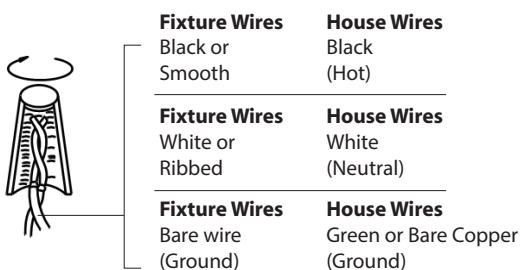 Fixture Wires House Wires
Black or Black
Smooth (Hot)
Fixture Wires House Wires
White or White
Ribbed (Neutral)
Fixture Wires House Wires
Bare wire Green or Bare Copper
(Ground) (Ground)